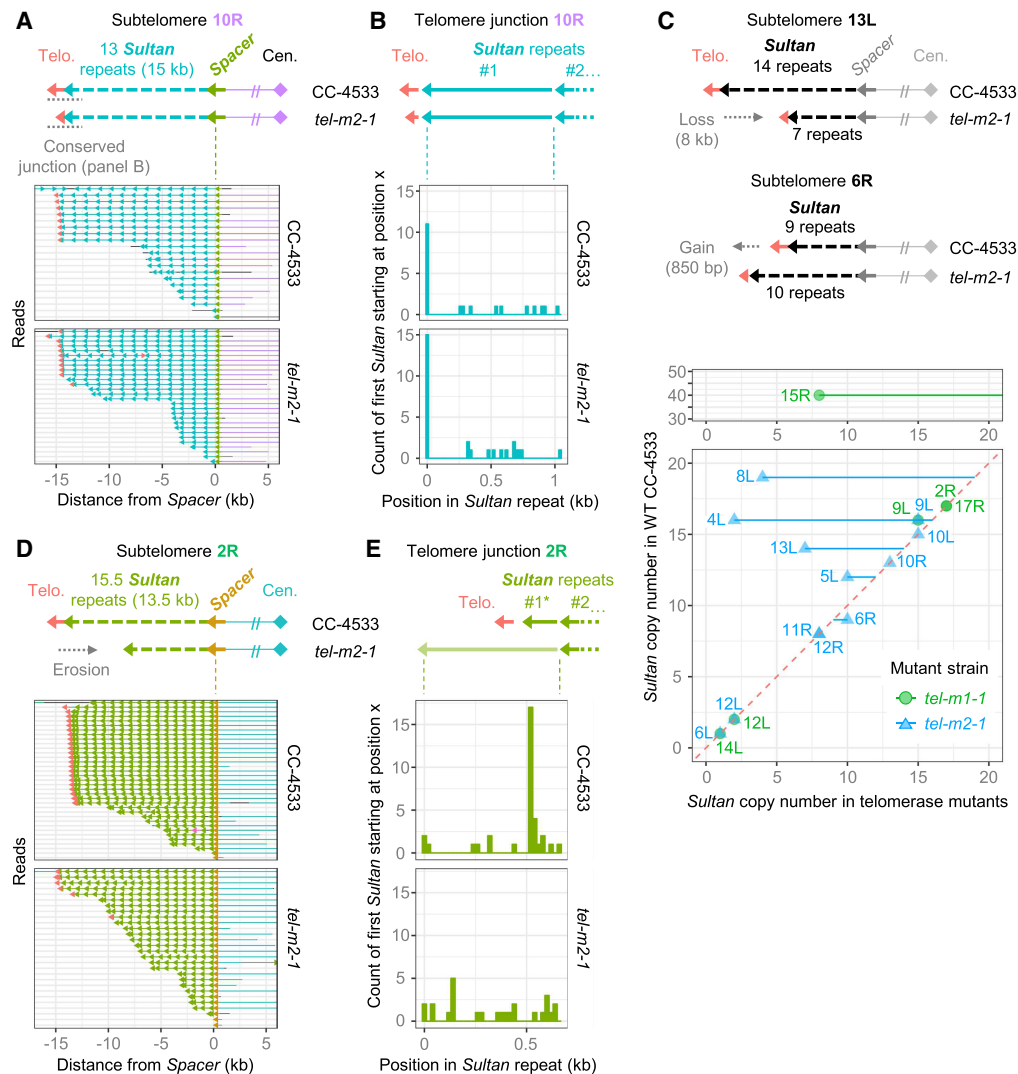 A
Subtelomere 10R
Telo.
13 Sultan
repeats (15 kb)
Spacer
Cen.
CC-4533
tel-m2-1
Conserved
junction (panel B)
Reads
CC-4533
tel-m2-1
-15
-10
-5
0
5
Distance from Spacer (kb)
B
Telomere junction 10R
Telo.
Sultan repeats
#1
#2...
Count of first Sultan starting at position x
15
10
5
0
CC-4533
15
10
5
0
tel-m2-1
0
0.5
1
Position in Sultan repeat (kb)
C
Subtelomere 13L
Telo.
Sultan
14 repeats
Spacer
Cen.
CC-4533
tel-m2-1
Loss
(8 kb)
7 repeats
Subtelomere 6R
Sultan
9 repeats
Gain
(850 bp)
CC-4533
tel-m2-1
10 repeats
50
40
30
15R
0
5
10
15
20
Sultan copy number in WT CC-4533
20
15
10
5
0
8L
2R
17R
9L
9L
4L
10L
13L
10R
5L
6R
11R
12R
12L
12L
6L
14L
Mutant strain
tel-m1-1
tel-m2-1
0
5
10
15
20
Sultan copy number in telomerase mutants
D
Subtelomere 2R
Telo.
15.5 Sultan
repeats (13.5 kb)
Spacer
Cen.
CC-4533
tel-m2-1
Erosion
Reads
CC-4533
tel-m2-1
-15
-10
-5
0
5
Distance from Spacer (kb)
E
Telomere junction 2R
Sultan repeats
Telo.
#1*
#2...
Count of first Sultan starting at position x
15
10
5
0
CC-4533
15
10
5
0
tel-m2-1
0
0.5
Position in Sultan repeat (kb)